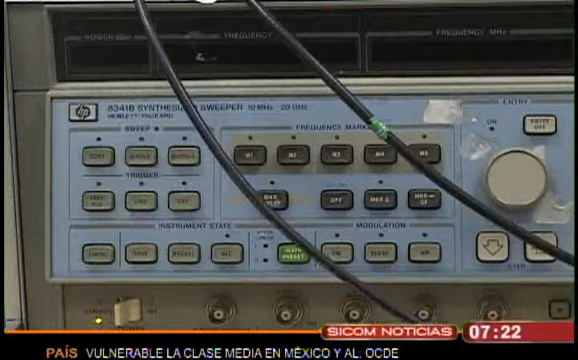 FREQUENCY
FREQUENCY MHz
hp
8341B SYNTHESIZED SWEEPER 10 MHz - 20 GHz
HEWLETT-PACKARD
ENTRY
SWEEP
FREQUENCY
ON
ENTRY OFF
CONT
SINGLE
MANUAL
M1
M2
M3
M4
M5
TRIGGER
FREE RUN
LINE
EXT
OFF
MKR Δ
INSTRUMENT STATE
MODULATION
LOCAL
SAVE
RECALL
ALT
INSTR PRESET
PULSE
AM
STEP
SICOM NOTICIAS
07:22
PAÍS VULNERABLE LA CLASE MEDIA EN MÉXICO Y AL: OCDE